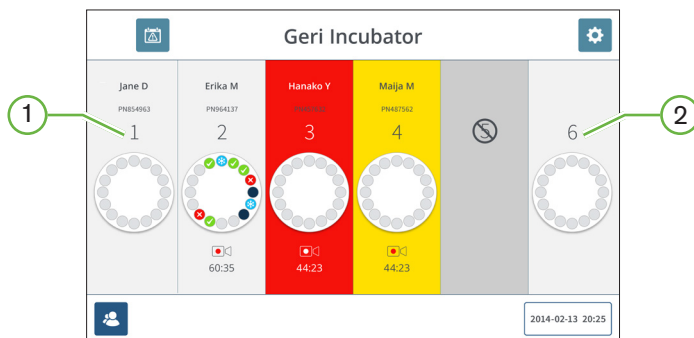 Geri Incubator
Jane D Erika M Hanako Y Maija M
PN854963 PN964137 PN487562
1 1 2 3 4 5 6 2
60:35 44:23 44:23
2014-02-13 20:25